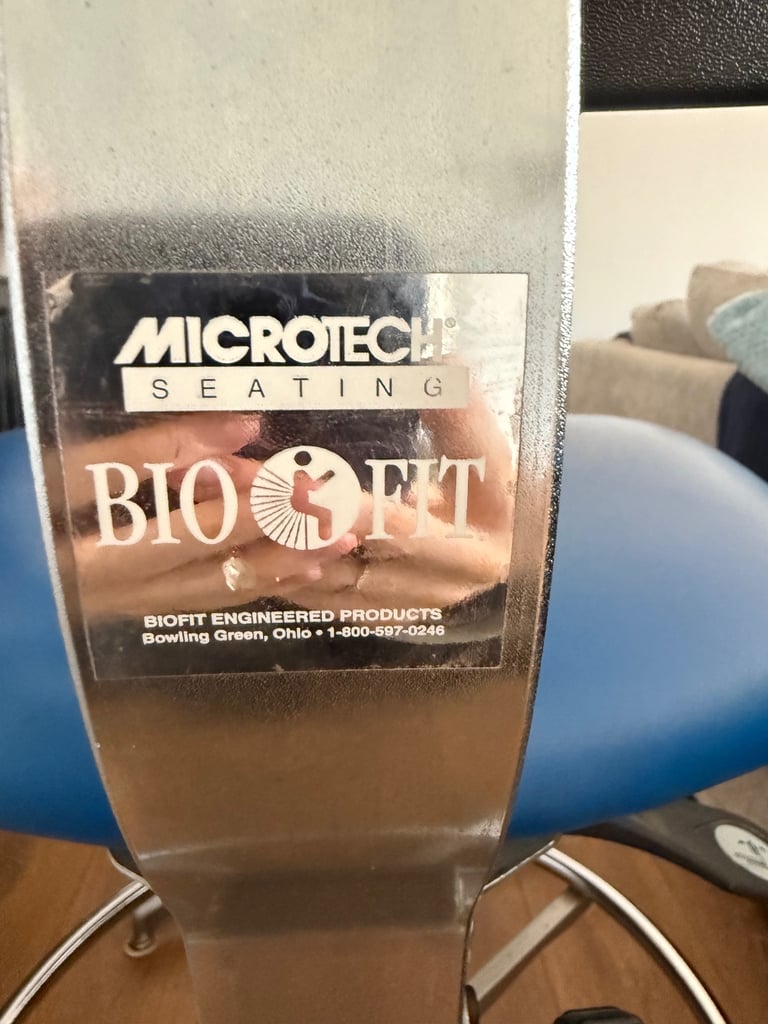 MICROTECH®
SEATING
BIO FIT
BIOFIT ENGINEERED PRODUCTS
Bowling Green, Ohio • 1-800-597-0246